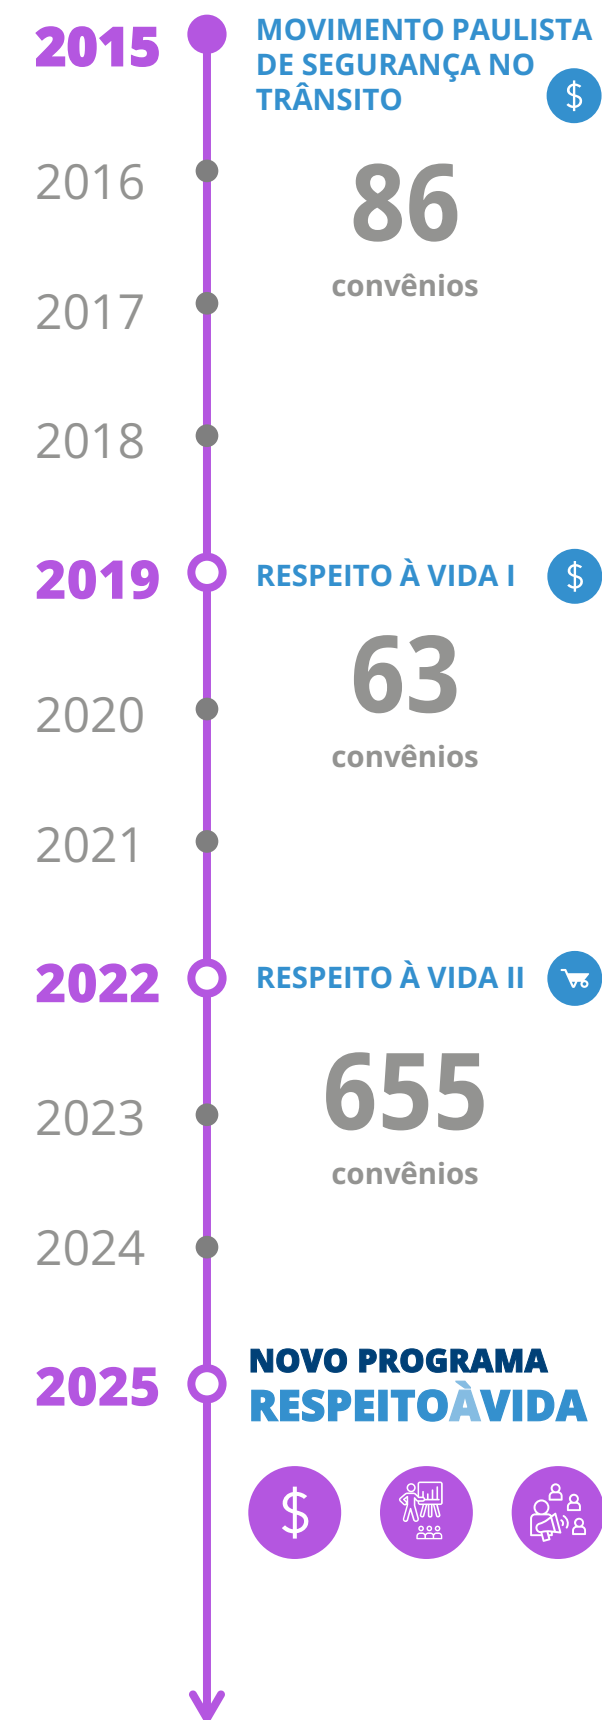 2015
MOVIMENTO PAULISTA
DE SEGURANÇA NO
TRÂNSITO
$
2016
86
convênios
2017
2018
2019
RESPEITO À VIDA I
$
63
convênios
2020
2021
2022
RESPEITO À VIDA II
655
convênios
2023
2024
2025
NOVO PROGRAMA
RESPEITOÀVIDA
$